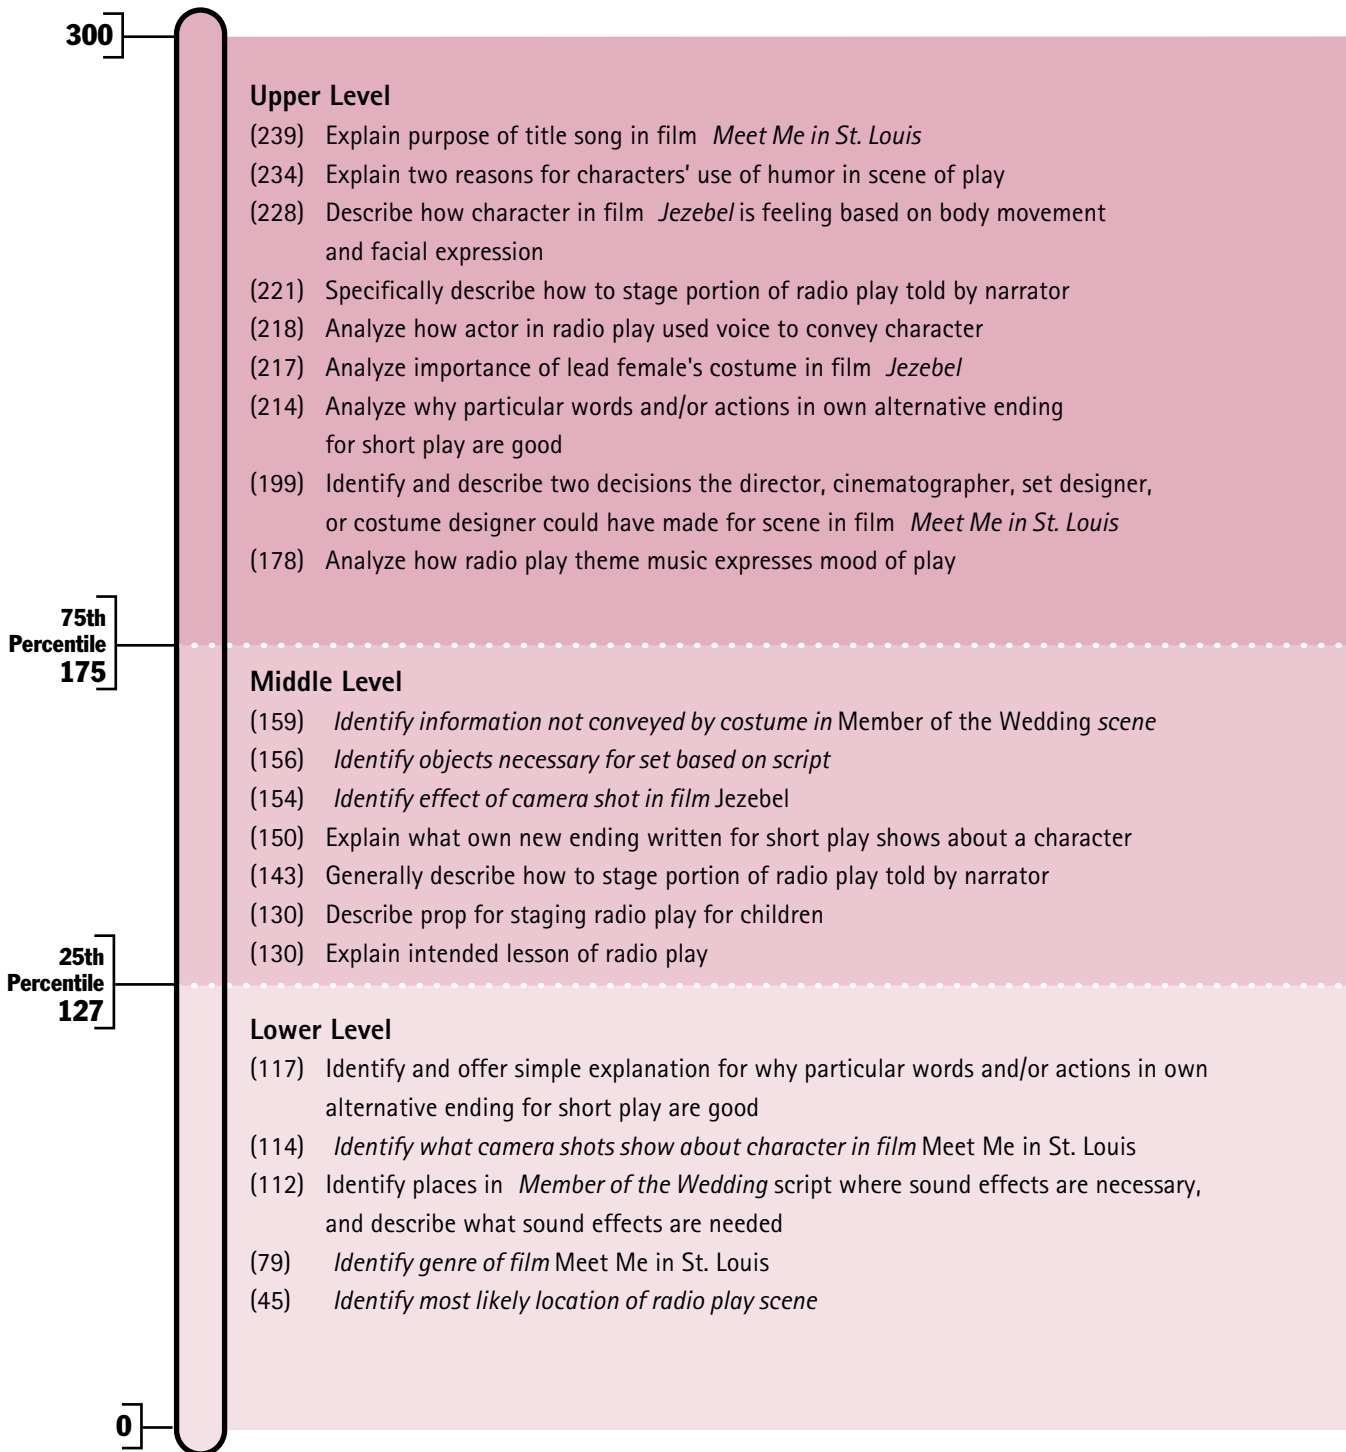 300
Upper Level
(239) Explain purpose of title song in film Meet Me in St. Louis
(234) Explain two reasons for characters' use of humor in scene of play
(228) Describe how character in film Jezebel is feeling based on body movement
and facial expression
(221) Specifically describe how to stage portion of radio play told by narrator
(218) Analyze how actor in radio play used voice to convey character
(217) Analyze importance of lead female's costume in film Jezebel
(214) Analyze why particular words and/or actions in own alternative ending
for short play are good
(199) Identify and describe two decisions the director, cinematographer, set designer,
or costume designer could have made for scene in film Meet Me in St. Louis
(178) Analyze how radio play theme music expresses mood of play
75th
Percentile
175
Middle Level
(159) Identify information not conveyed by costume in Member of the Wedding scene
(156) Identify objects necessary for set based on script
(154) Identify effect of camera shot in film Jezebel
(150) Explain what own new ending written for short play shows about a character
(143) Generally describe how to stage portion of radio play told by narrator
(130) Describe prop for staging radio play for children
(130) Explain intended lesson of radio play
25th
Percentile
127
Lower Level
(117) Identify and offer simple explanation for why particular words and/or actions in own
alternative ending for short play are good
(114) Identify what camera shots show about character in film Meet Me in St. Louis
(112) Identify places in Member of the Wedding script where sound effects are necessary,
and describe what sound effects are needed
(79) Identify genre of film Meet Me in St. Louis
(45) Identify most likely location of radio play scene
0